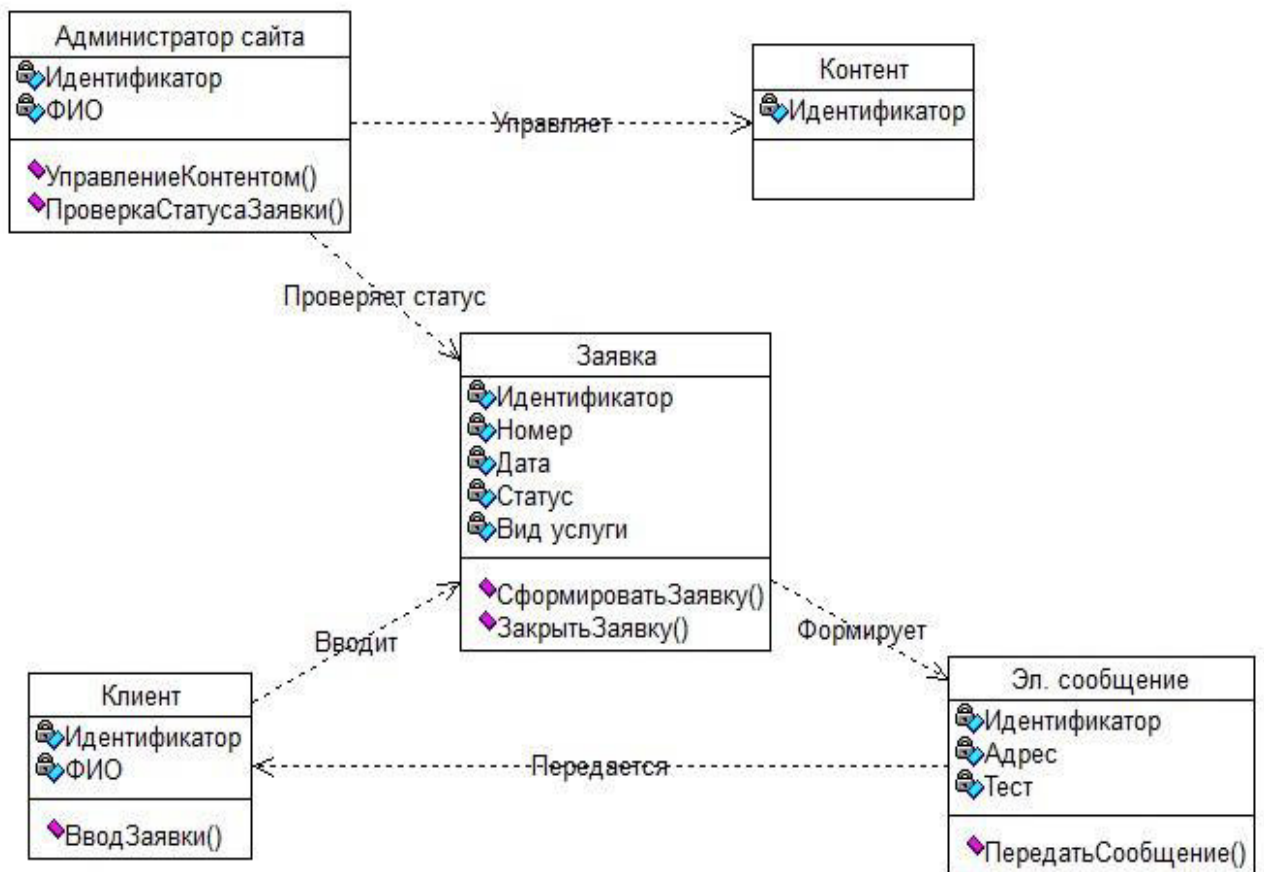 Администратор сайта
Идентификатор
ФИО
УправлениеКонтентом()
ПроверкаСтатусаЗаявки()
Управляет
Контент
Идентификатор
Проверяет статус
Заявка
Идентификатор
Номер
Дата
Статус
Вид услуги
СформироватьЗаявку()
ЗакрытьЗаявку()
Вводит
Формирует
Клиент
Идентификатор
ФИО
ВводЗаявки()
Передается
Эл. сообщение
Идентификатор
Адрес
Тест
ПередатьСообщение()